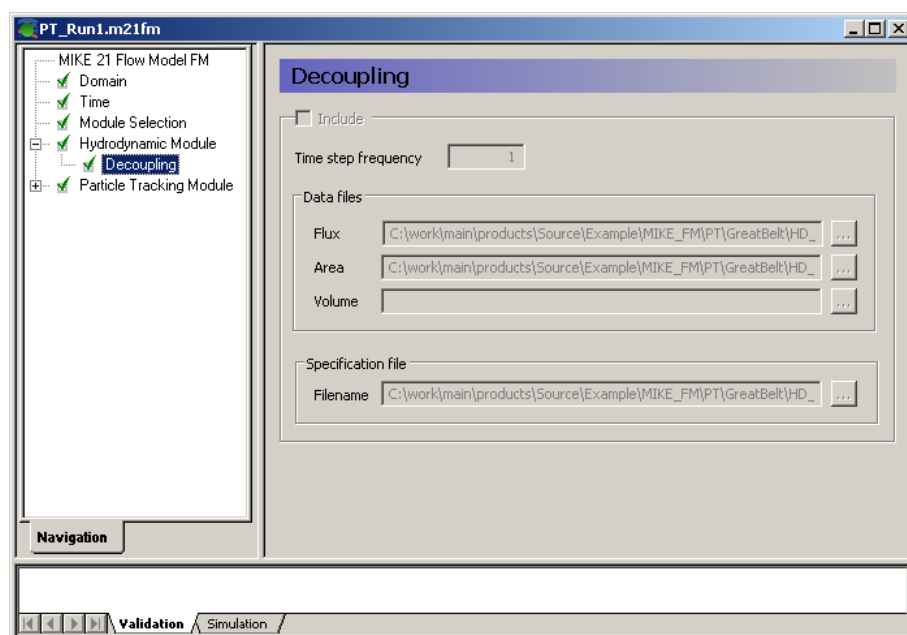 PT_Run1.m21fm
MIKE 21 Flow Model FM
Domain
Time
Module Selection
Hydrodynamic Module
Decoupling
Particle Tracking Module
Navigation
Decoupling
Include
Time step frequency 1
Data files
Flux C:\work\main\products\Source\Example\MIKE_FM\PT\GreatBelt\HD_ ...
Area C:\work\main\products\Source\Example\MIKE_FM\PT\GreatBelt\HD_ ...
Volume ...
Specification file
Filename C:\work\main\products\Source\Example\MIKE_FM\PT\GreatBelt\HD_ ...
Validation Simulation